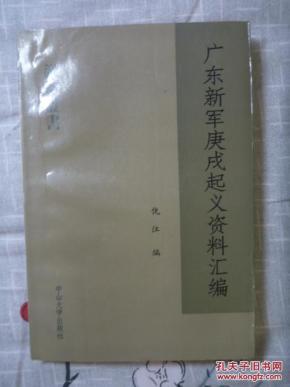 广东新军庚戌起义资料汇编
仇江 编
中山大学出版社
孔夫子旧书网